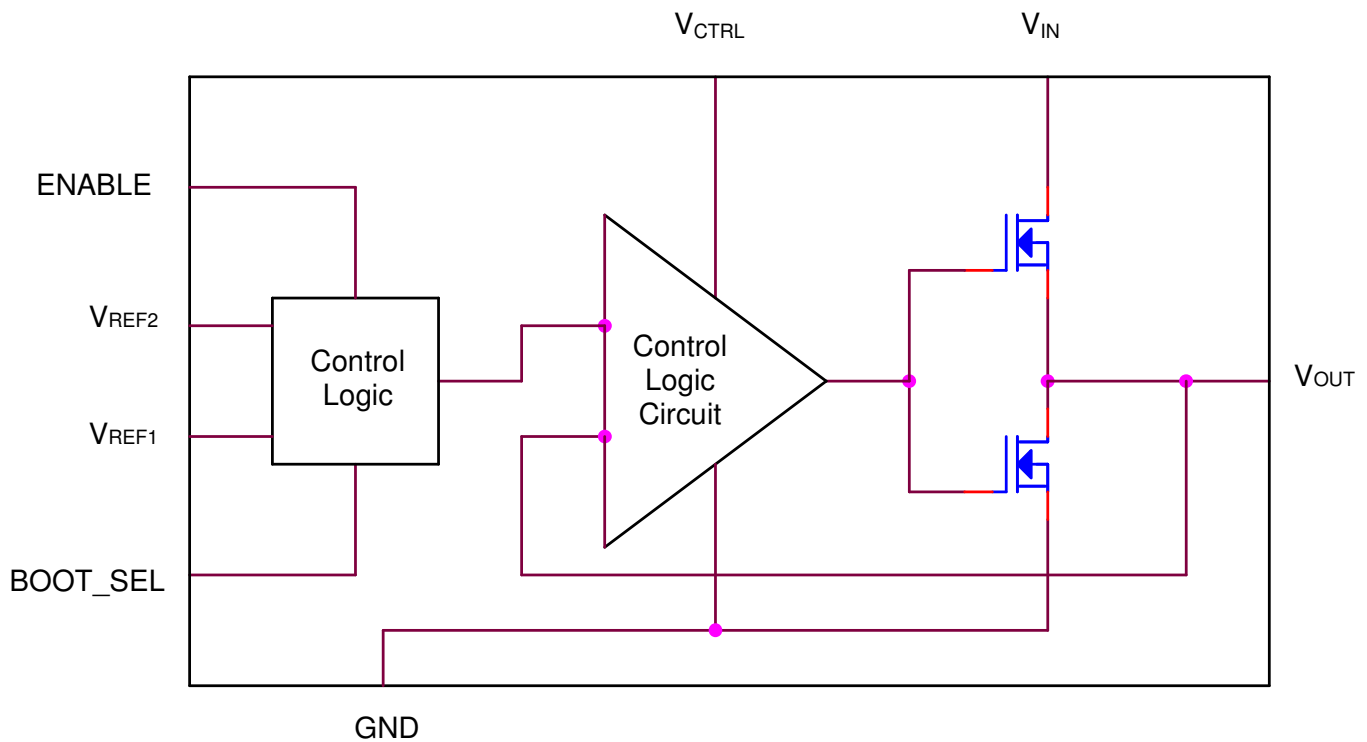 VCTRL
VIN
ENABLE
VREF2
Control
Logic
Control
Logic
Circuit
VOUT
VREF1
BOOT_SEL
GND